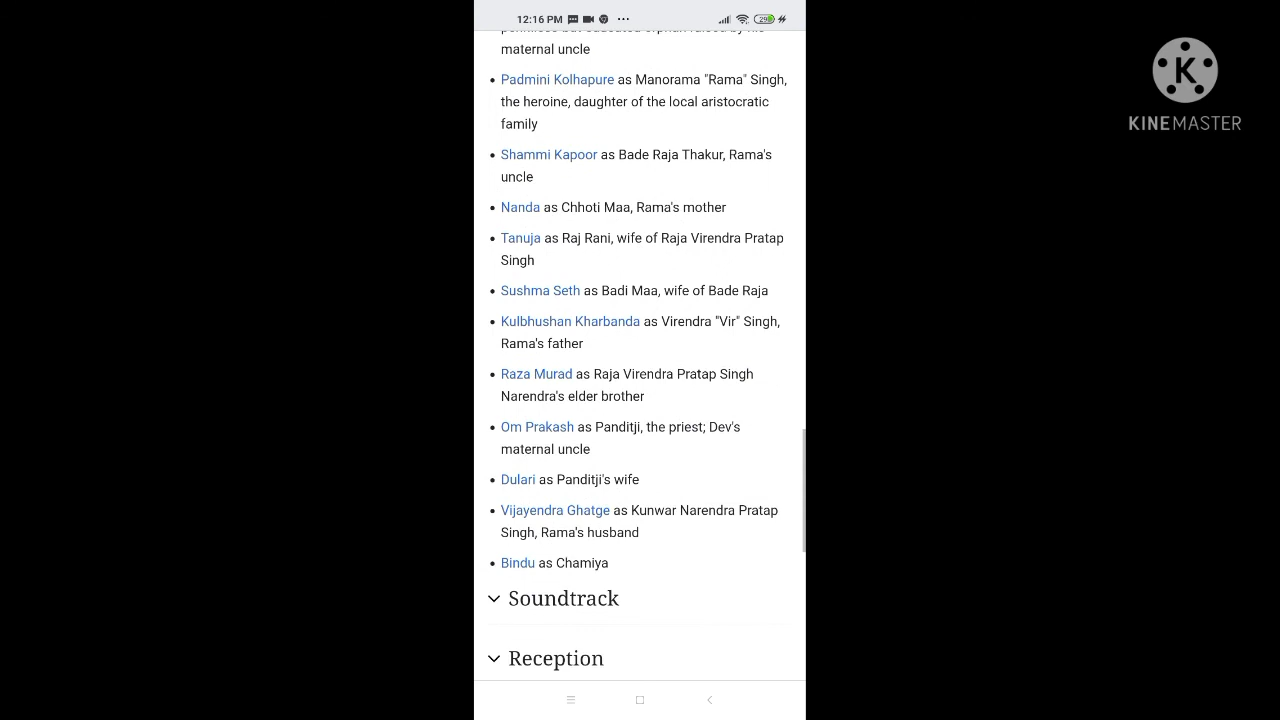 12:16 PM
29
K
KINEMASTER
maternal uncle
• Padmini Kolhapure as Manorama "Rama" Singh,
the heroine, daughter of the local aristocratic
family
• Shammi Kapoor as Bade Raja Thakur, Rama's
uncle
• Nanda as Chhoti Maa, Rama's mother
• Tanuja as Raj Rani, wife of Raja Virendra Pratap
Singh
• Sushma Seth as Badi Maa, wife of Bade Raja
• Kulbhushan Kharbanda as Virendra "Vir" Singh,
Rama's father
• Raza Murad as Raja Virendra Pratap Singh
Narendra's elder brother
• Om Prakash as Panditji, the priest; Dev's
maternal uncle
• Dulari as Panditji's wife
• Vijayendra Ghatge as Kunwar Narendra Pratap
Singh, Rama's husband
• Bindu as Chamiya
Soundtrack
Reception